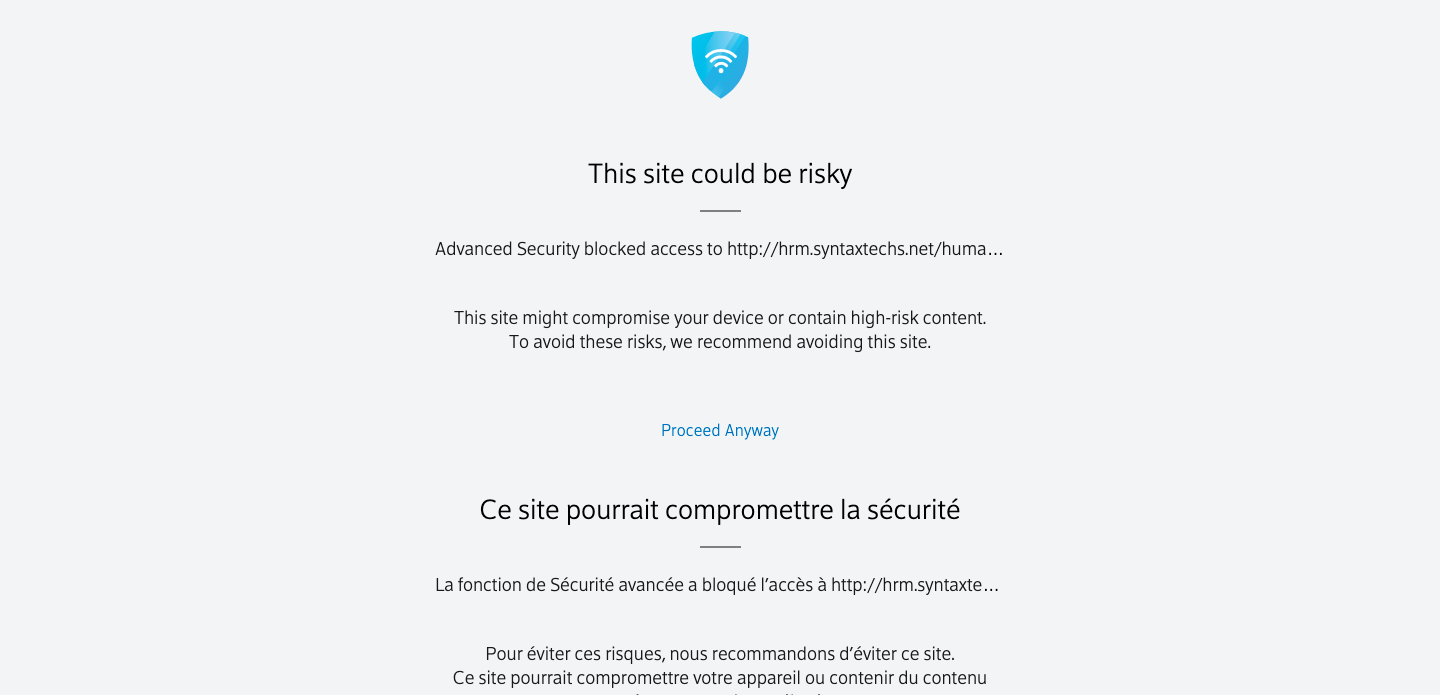 This site could be risky
Advanced Security blocked access to http://hrm.syntaxtechs.net/huma...
This site might compromise your device or contain high-risk content.
To avoid these risks, we recommend avoiding this site.
Proceed Anyway
Ce site pourrait compromettre la sécurité
La fonction de Sécurité avancée a bloqué l’accès à http://hrm.syntaxte...
Pour éviter ces risques, nous recommandons d’éviter ce site.
Ce site pourrait compromettre votre appareil ou contenir du contenu